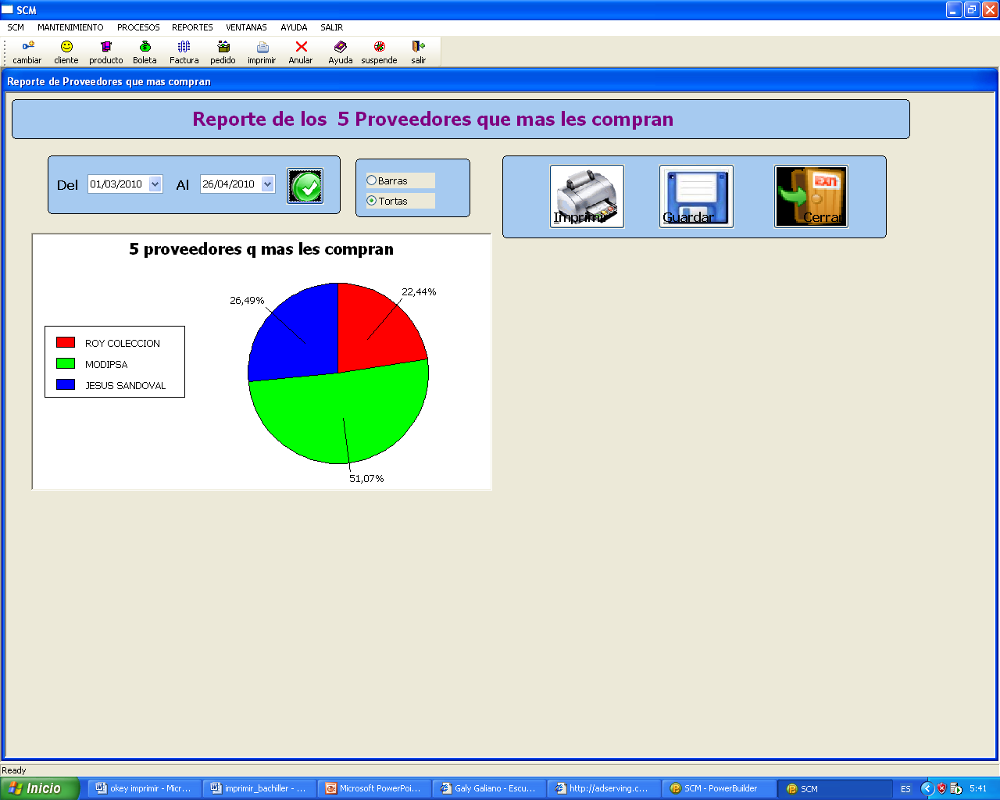 SCM
SCM MANTENIMIENTO PROCESOS REPORTES VENTANAS AYUDA SALIR
cambiar cliente producto Boleta Factura pedido imprimir Anular Ayuda suspende salir
Reporte de Proveedores que mas compran
Reporte de los 5 Proveedores que mas les compran
Del 01/03/2010 Al 26/04/2010
Barras
Tortas
EXIT
Imprimir Guardar Cerrar
5 proveedores q mas les compran
26,49%
22,44%
51,07%
ROY COLECCION
MODIPSA
JESUS SANDOVAL
Ready
Inicio okey imprimir - Micr... imprimir_bachiller - ... Microsoft PowerPoi... Galy Galiano - Escu... http://adserving.c... SCM - PowerBuilder SCM ES 5:41